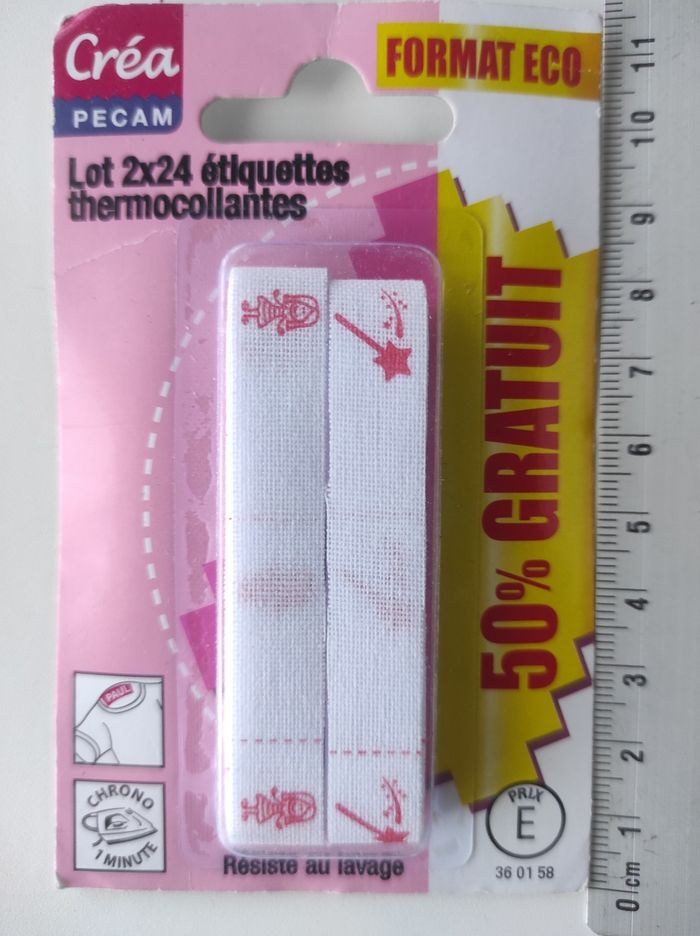 Créa
PECAM
FORMAT ECO
Lot 2x24 étiquettes
thermocollantes
50% GRATUIT
PAUL
CHRONO
1 MINUTE
Résiste au lavage
PRIX
E
36 01 58
0 cm 1 2 3 4 5 6 7 8 9 10 11